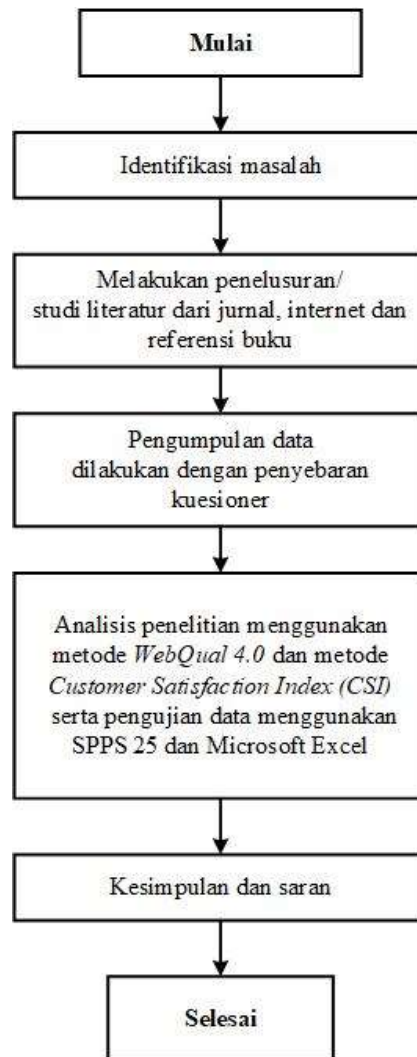 Mulai
Identifikasi masalah
Melakukan penelusuran/
studi literatur dari jurnal, internet dan
referensi buku
Pengumpulan data
dilakukan dengan penyebaran
kuesioner
Analisis penelitian menggunakan
metode WebQual 4.0 dan metode
Customer Satisfaction Index (CSI)
serta pengujian data menggunakan
SPPS 25 dan Microsoft Excel
Kesimpulan dan saran
Selesai